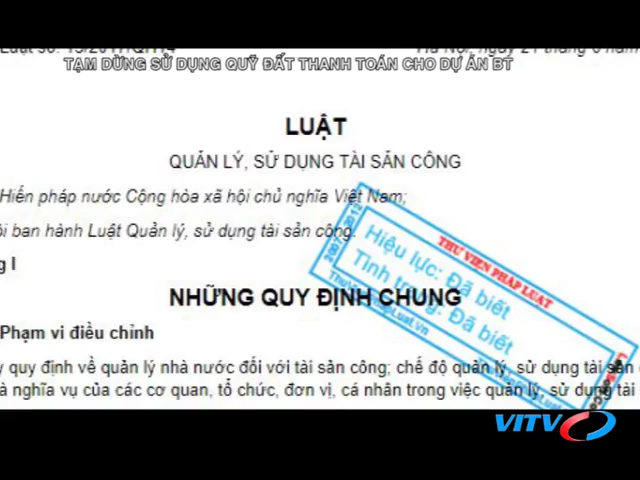 TẠM DỪNG SỬ DỤNG QUỸ ĐẤT THANH TOÁN CHO DỰ ÁN BT
LUẬT
QUẢN LÝ, SỬ DỤNG TÀI SẢN CÔNG
Hiến pháp nước Cộng hòa xã hội chủ nghĩa Việt Nam;
ban hành Luật Quản lý, sử dụng tài sản công.
I
NHỮNG QUY ĐỊNH CHUNG
Phạm vi điều chỉnh
quy định về quản lý nhà nước đối với tài sản công; chế độ quản lý, sử dụng tài sản
nghĩa vụ của các cơ quan, tổ chức, đơn vị, cá nhân trong việc quản lý, sử dụng tài
THƯ VIỆN PHÁP LUẬT
Hiệu lực: Đã biết
Tình trạng: Đã biết
VITV